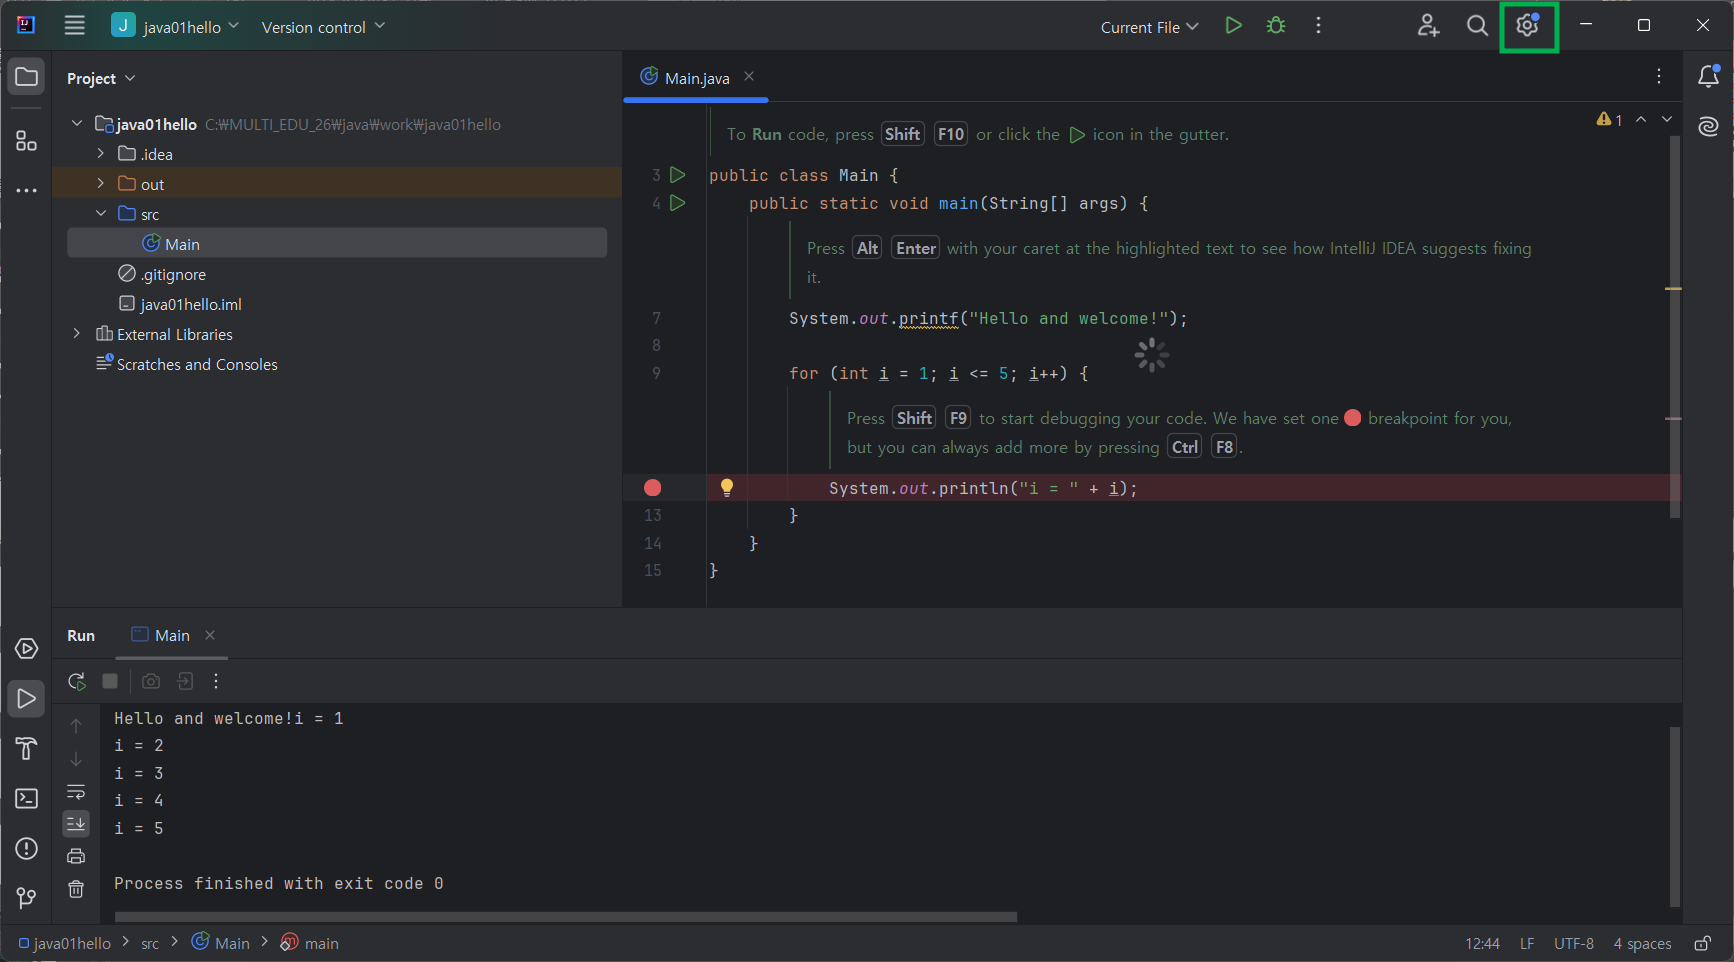 J java01hello Version control Current File
Project
Main.java
java01hello C:₩MULTI_EDU_26₩java₩work₩java01hello
.idea
out
src
Main
.gitignore
java01hello.iml
External Libraries
Scratches and Consoles
1
To Run code, press Shift F10 or click the icon in the gutter.
3 public class Main {
4 public static void main(String[] args) {
Press Alt Enter with your caret at the highlighted text to see how IntelliJ IDEA suggests fixing
it.
7 System.out.printf("Hello and welcome!");
8
9 for (int i = 1; i <= 5; i++) {
Press Shift F9 to start debugging your code. We have set one breakpoint for you,
but you can always add more by pressing Ctrl F8.
System.out.println("i = " + i);
13 }
14 }
15 }
Run Main
Hello and welcome!i = 1
i = 2
i = 3
i = 4
i = 5
Process finished with exit code 0
java01hello > src > Main > main 12:44 LF UTF-8 4 spaces